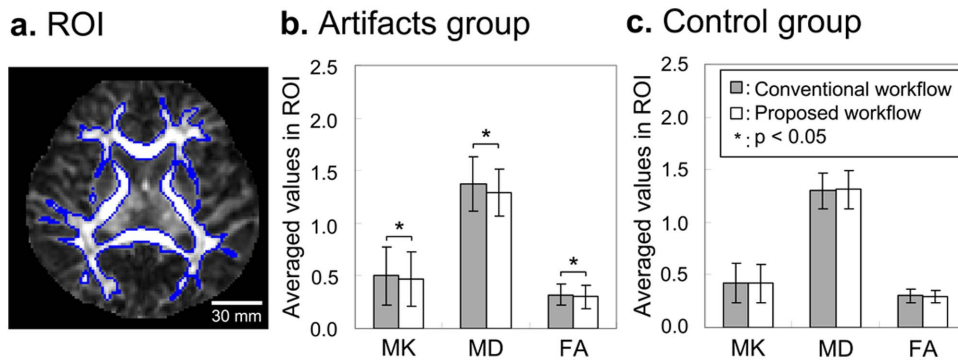 a. ROI
30 mm
b. Artifacts group
Averaged values in ROI
2.5
2.0
1.5
1.0
0.5
0.0
*
*
*
MK MD FA
c. Control group
Averaged values in ROI
2.5
2.0
1.5
1.0
0.5
0.0
: Conventional workflow
: Proposed workflow
*: p < 0.05
MK MD FA